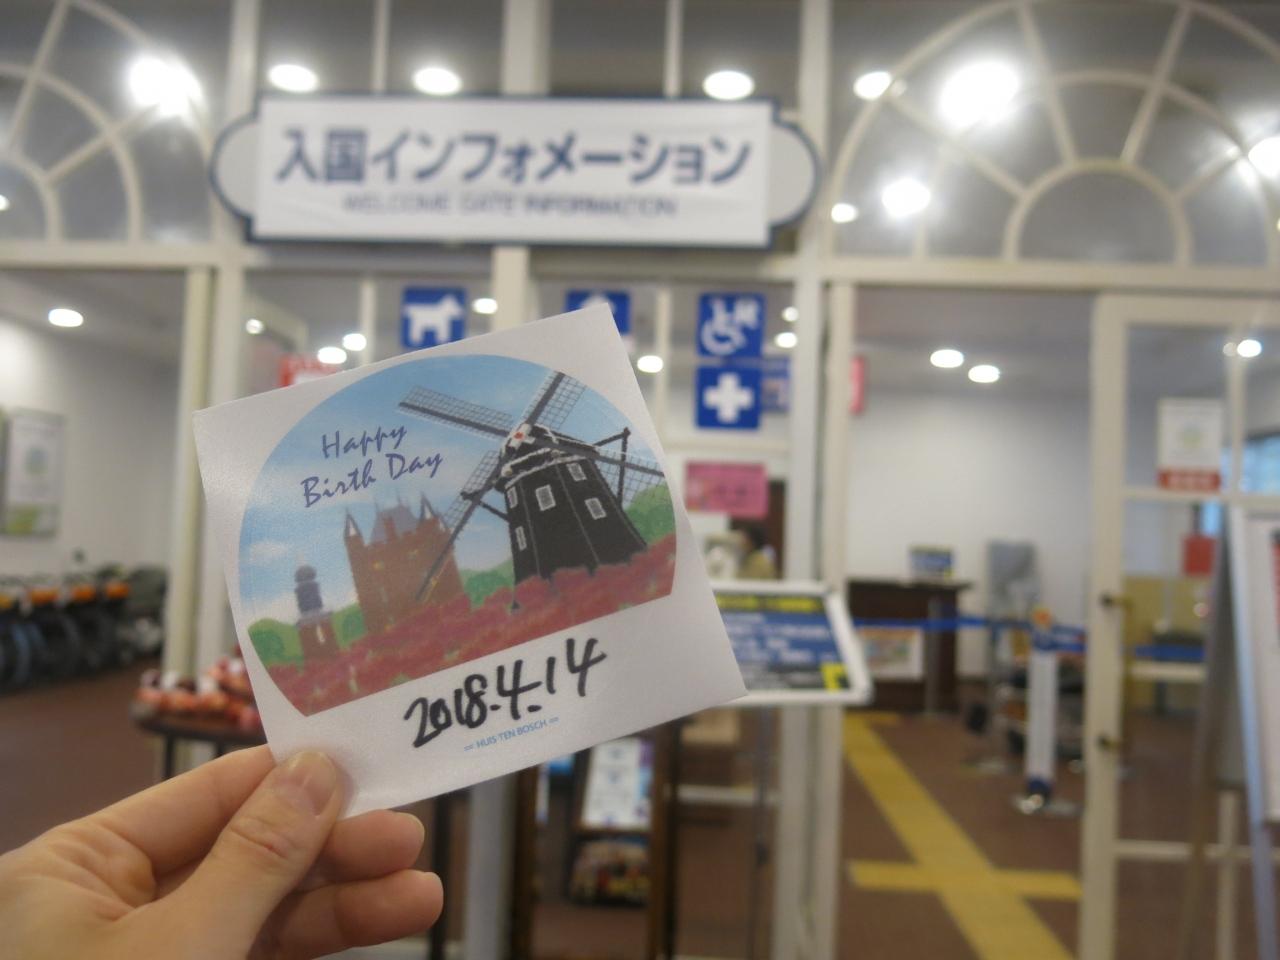 入国インフォメーション
WELCOME GATE INFORMATION
Happy
Birth Day
2018.4.14
HUIS TEN BOSCH